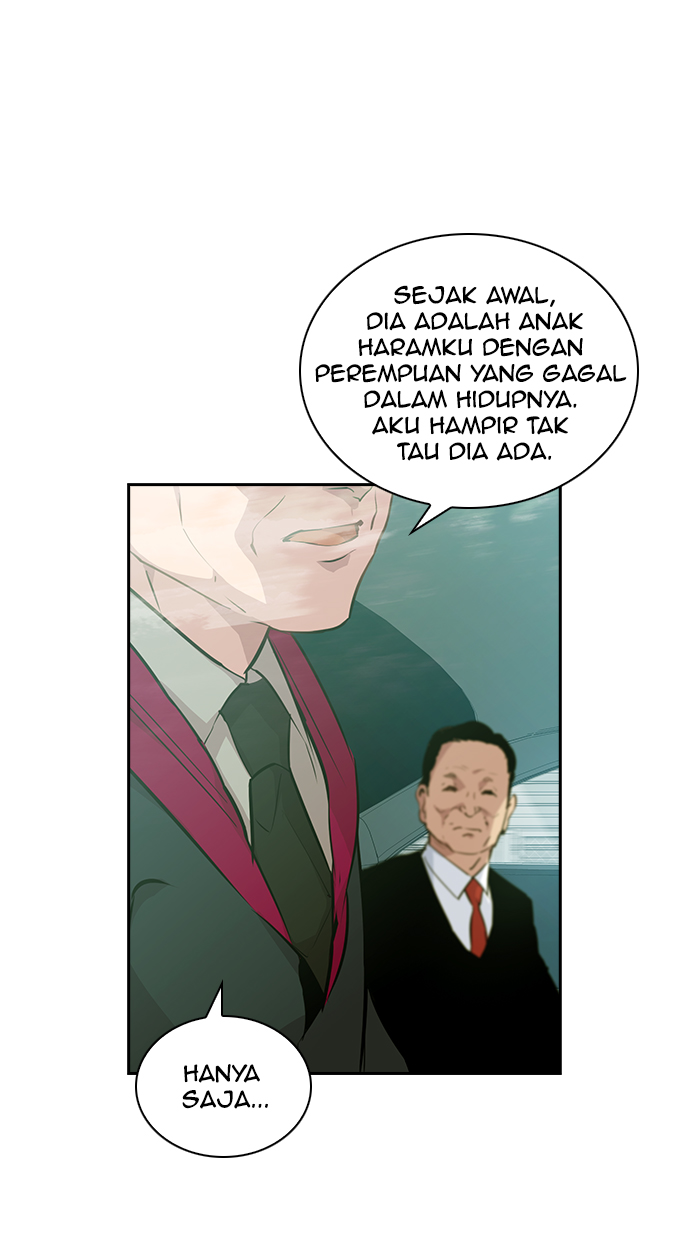 SEJAK AWAL,
DIA ADALAH ANAK
HARAMKU DENGAN
PEREMPUAN YANG GAGAL
DALAM HIDUPNYA.
AKU HAMPIR TAK
TAU DIA ADA.
HANYA
SAJA...